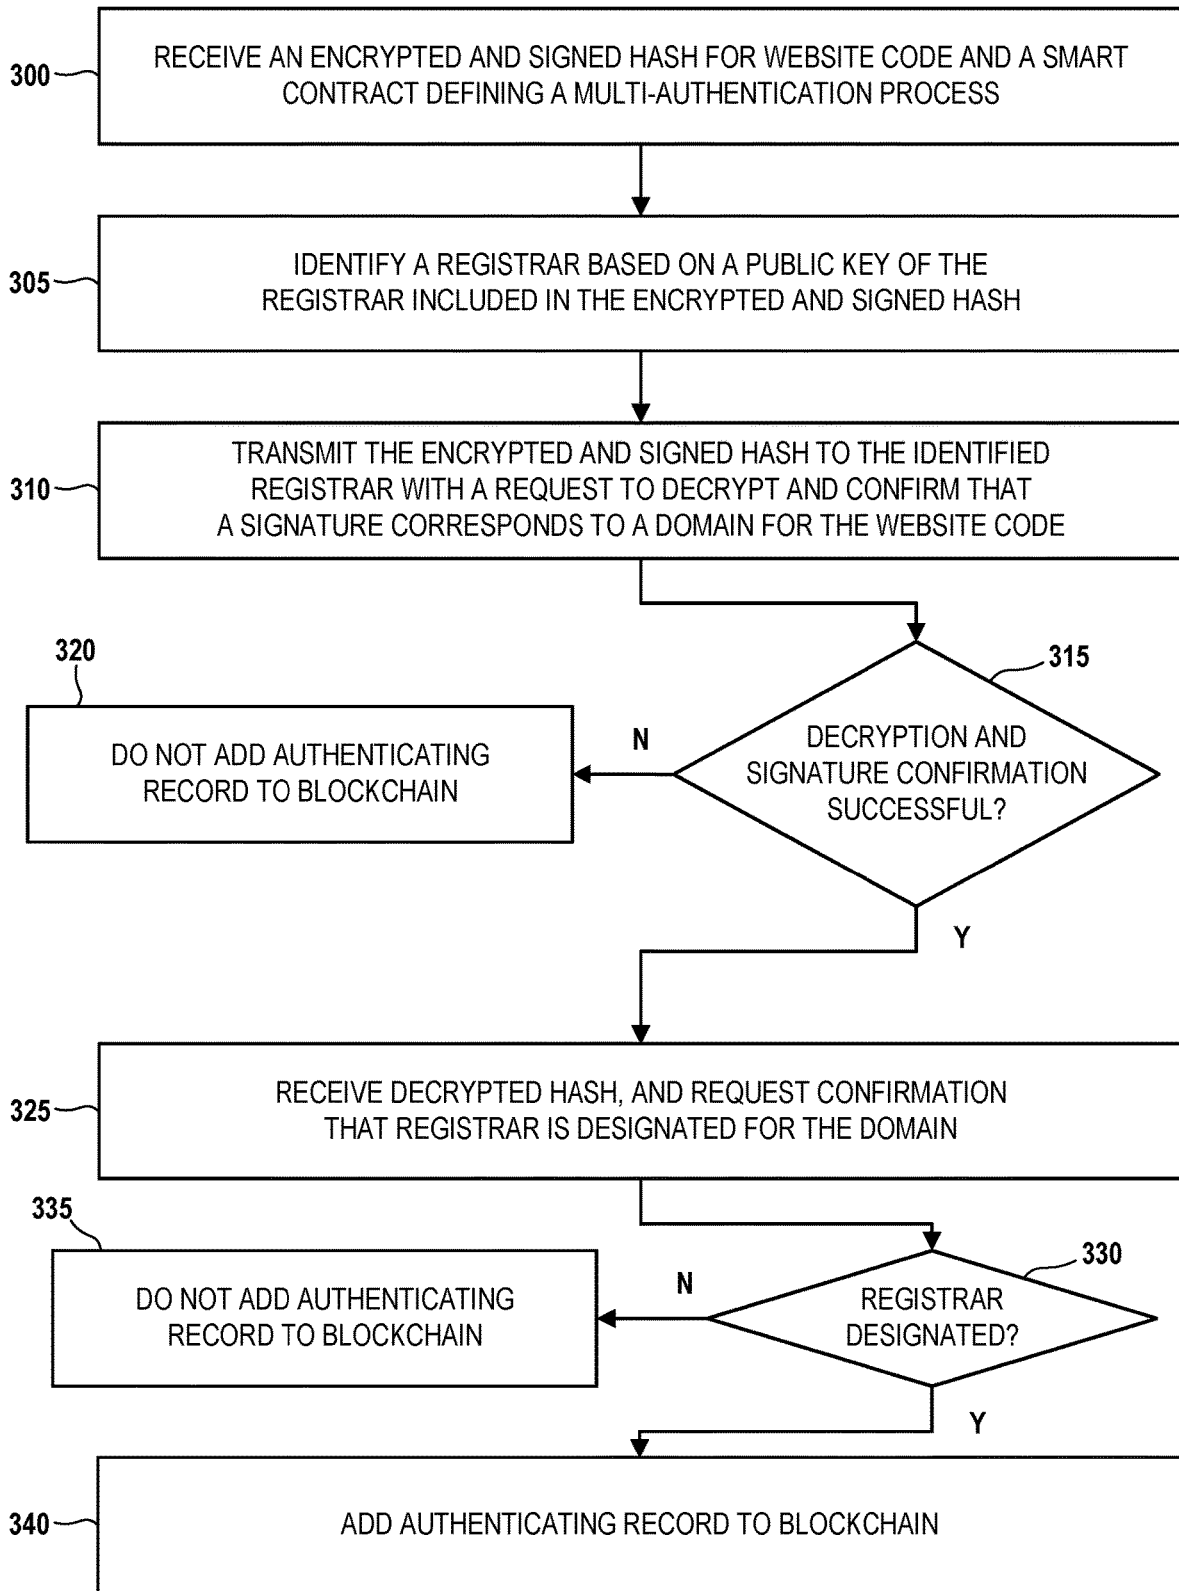 300
RECEIVE AN ENCRYPTED AND SIGNED HASH FOR WEBSITE CODE AND A SMART
CONTRACT DEFINING A MULTI-AUTHENTICATION PROCESS
305
IDENTIFY A REGISTRAR BASED ON A PUBLIC KEY OF THE
REGISTRAR INCLUDED IN THE ENCRYPTED AND SIGNED HASH
310
TRANSMIT THE ENCRYPTED AND SIGNED HASH TO THE IDENTIFIED
REGISTRAR WITH A REQUEST TO DECRYPT AND CONFIRM THAT
A SIGNATURE CORRESPONDS TO A DOMAIN FOR THE WEBSITE CODE
315
DECRYPTION AND
SIGNATURE CONFIRMATION
SUCCESSFUL?
N
320
DO NOT ADD AUTHENTICATING
RECORD TO BLOCKCHAIN
Y
325
RECEIVE DECRYPTED HASH, AND REQUEST CONFIRMATION
THAT REGISTRAR IS DESIGNATED FOR THE DOMAIN
330
REGISTRAR
DESIGNATED?
N
335
DO NOT ADD AUTHENTICATING
RECORD TO BLOCKCHAIN
Y
340
ADD AUTHENTICATING RECORD TO BLOCKCHAIN